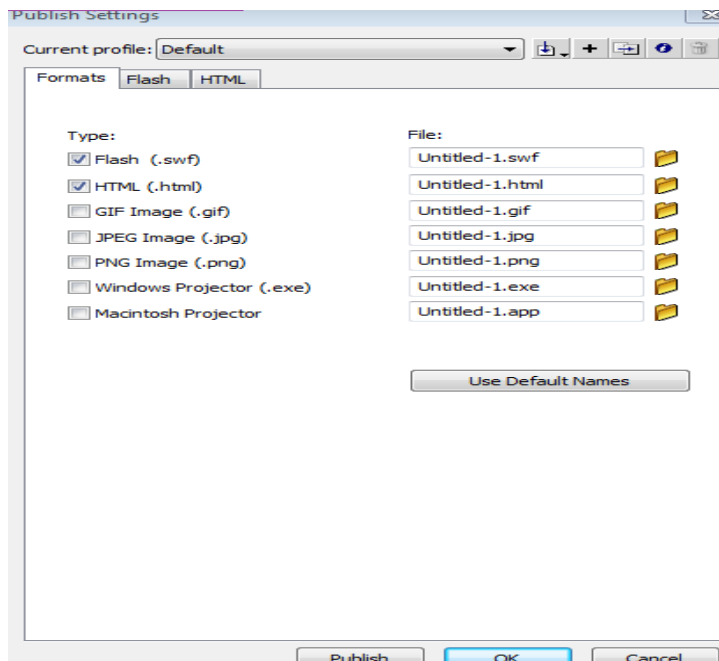 Publish Settings
Current profile: Default
Formats Flash HTML
Type: File:
Flash (.swf) Untitled-1.swf
HTML (.html) Untitled-1.html
GIF Image (.gif) Untitled-1.gif
JPEG Image (.jpg) Untitled-1.jpg
PNG Image (.png) Untitled-1.png
Windows Projector (.exe) Untitled-1.exe
Macintosh Projector Untitled-1.app
Use Default Names
Publish OK Cancel